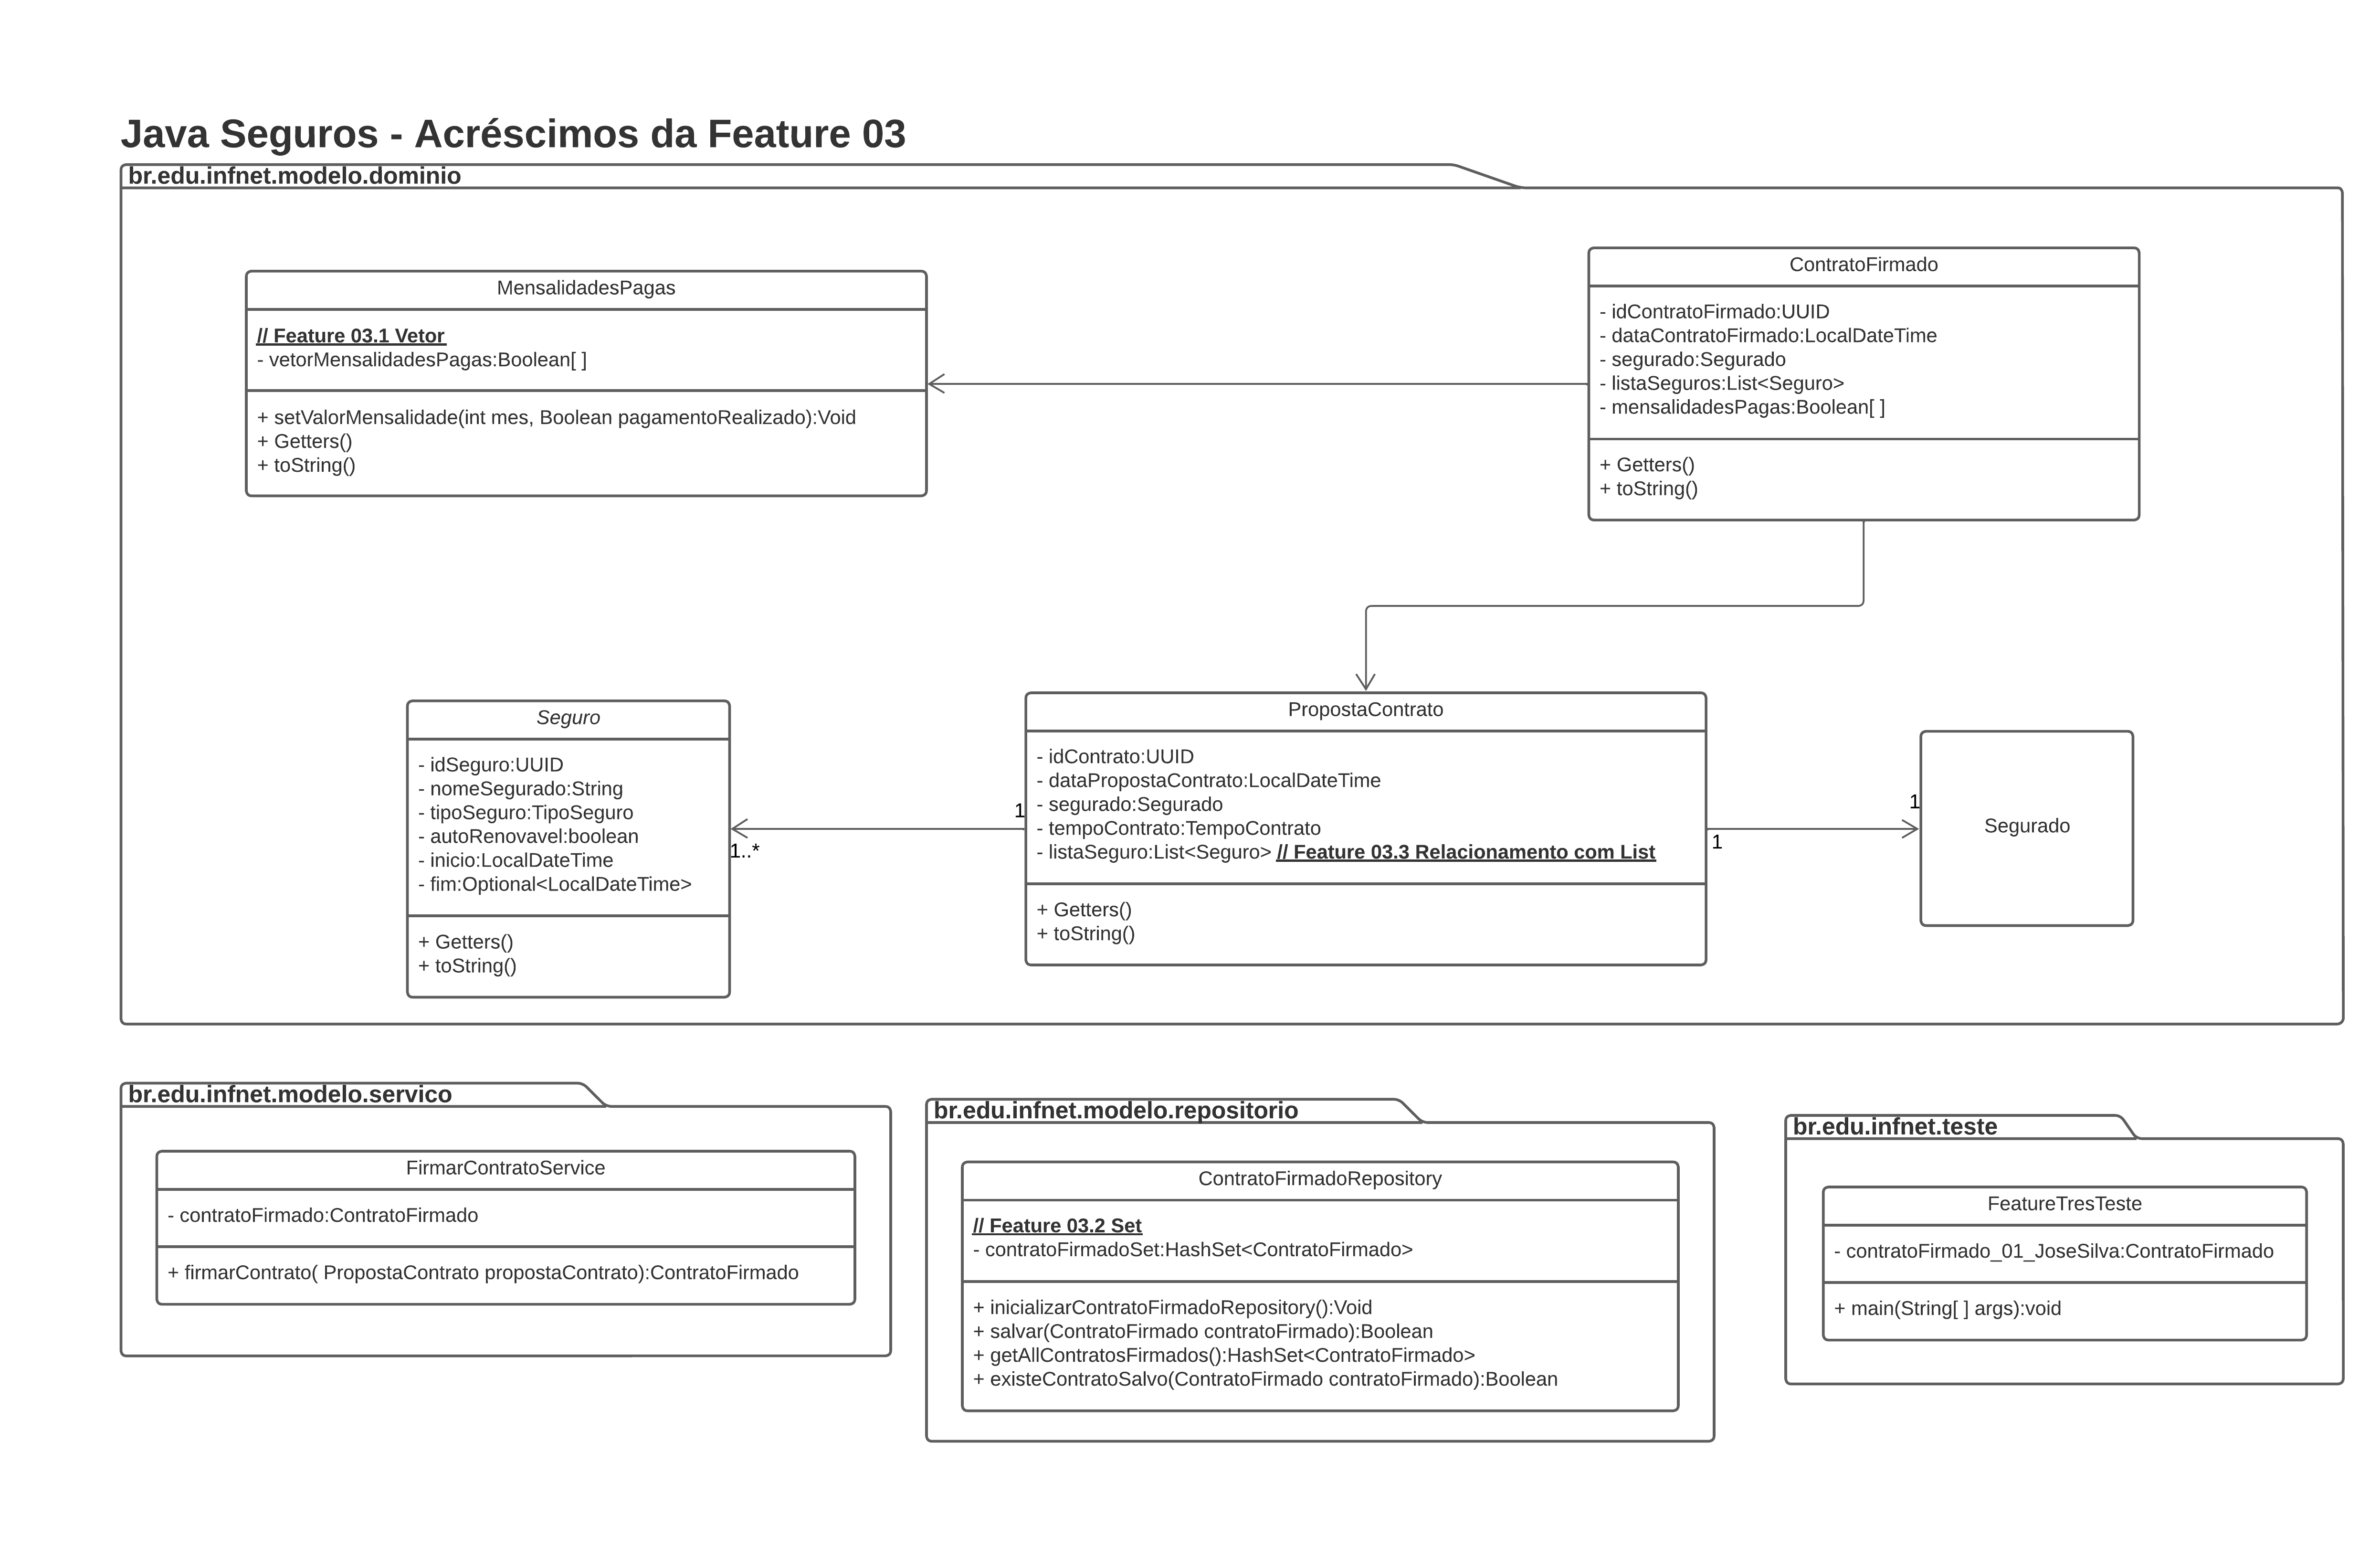 Java Seguros - Acréscimos da Feature 03
br.edu.infnet.modelo.dominio
MensalidadesPagas
// Feature 03.1 Vetor
- vetorMensalidadesPagas:Boolean[ ]
+ setValorMensalidade(int mes, Boolean pagamentoRealizado):Void
+ Getters()
+ toString()
ContratoFirmado
- idContratoFirmado:UUID
- dataContratoFirmado:LocalDateTime
- segurado:Segurado
- listaSeguros:List<Seguro>
- mensalidadesPagas:Boolean[ ]
+ Getters()
+ toString()
Seguro
- idSeguro:UUID
- nomeSegurado:String
- tipoSeguro:TipoSeguro
- autoRenovavel:boolean
- inicio:LocalDateTime
- fim:Optional<LocalDateTime>
+ Getters()
+ toString()
1
1..*
PropostaContrato
- idContrato:UUID
- dataPropostaContrato:LocalDateTime
- segurado:Segurado
- tempoContrato:TempoContrato
- listaSeguro:List<Seguro> // Feature 03.3 Relacionamento com List
+ Getters()
+ toString()
1
1
Segurado
br.edu.infnet.modelo.servico
FirmarContratoService
- contratoFirmado:ContratoFirmado
+ firmarContrato( PropostaContrato propostaContrato):ContratoFirmado
br.edu.infnet.modelo.repositorio
ContratoFirmadoRepository
// Feature 03.2 Set
- contratoFirmadoSet:HashSet<ContratoFirmado>
+ inicializarContratoFirmadoRepository():Void
+ salvar(ContratoFirmado contratoFirmado):Boolean
+ getAllContratosFirmados():HashSet<ContratoFirmado>
+ existeContratoSalvo(ContratoFirmado contratoFirmado):Boolean
br.edu.infnet.teste
FeatureTresTeste
- contratoFirmado_01_JoseSilva:ContratoFirmado
+ main(String[ ] args):void